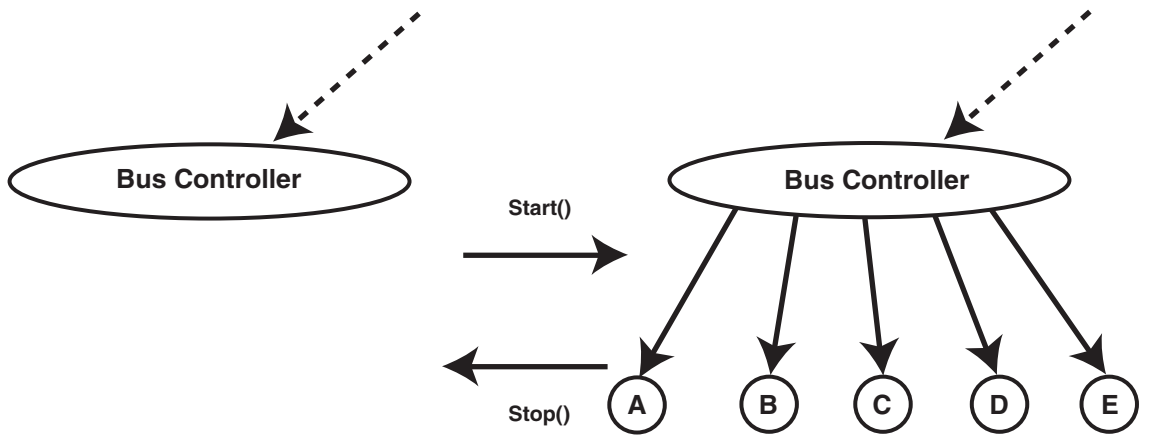 Bus Controller
Bus Controller
Start()
Stop()
A
B
C
D
E